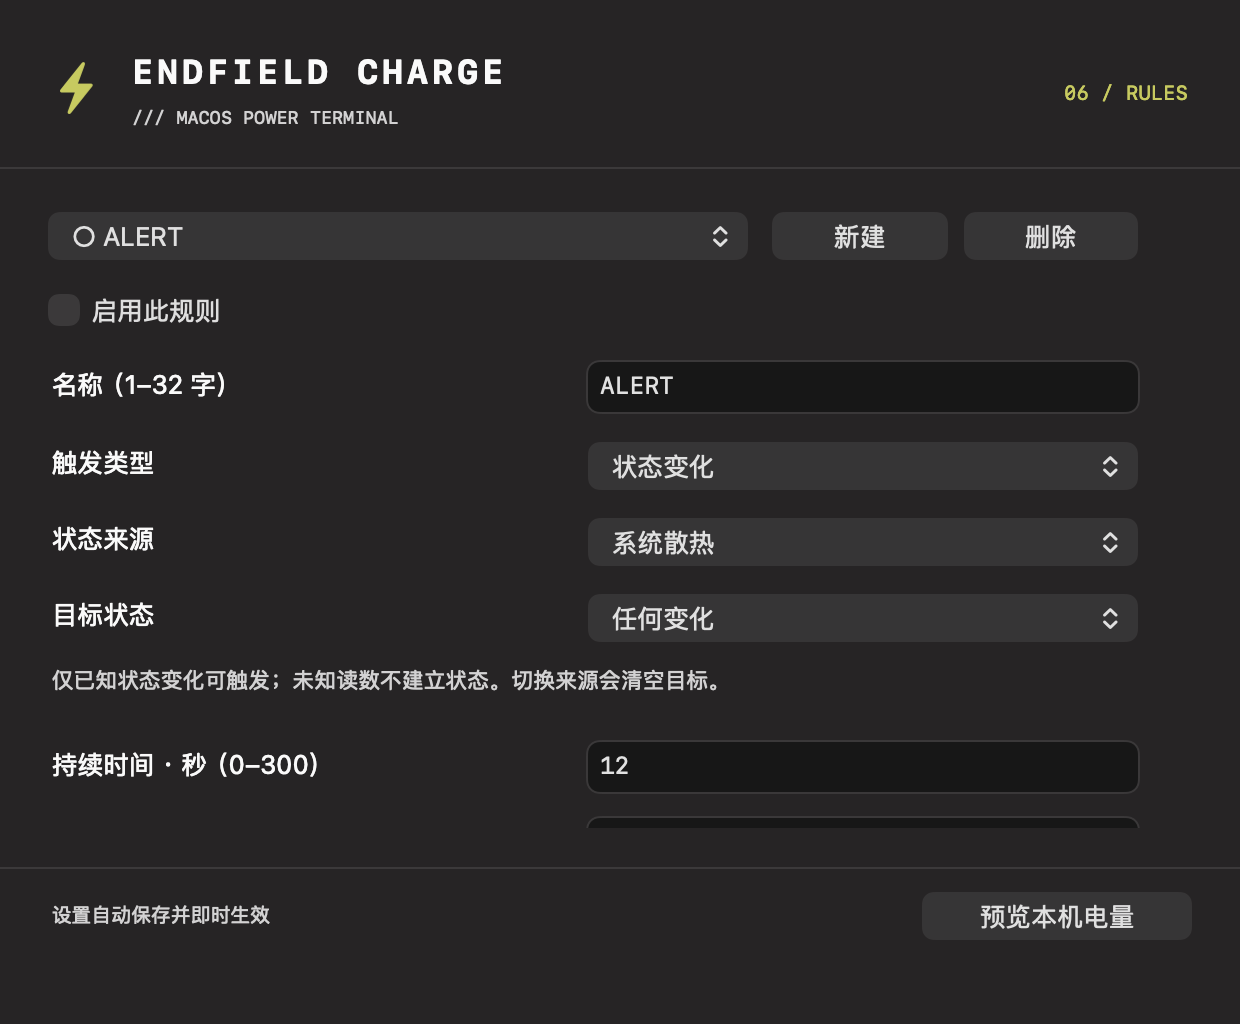 ENDFIELD CHARGE
/// MACOS POWER TERMINAL
06 / RULES
ALERT
新建
删除
启用此规则
名称 (1–32 字)
ALERT
触发类型
状态变化
状态来源
系统散热
目标状态
任何变化
仅已知状态变化可触发；未知读数不建立状态。切换来源会清空目标。
持续时间 · 秒 (0–300)
12
设置自动保存并即时生效
预览本机电量